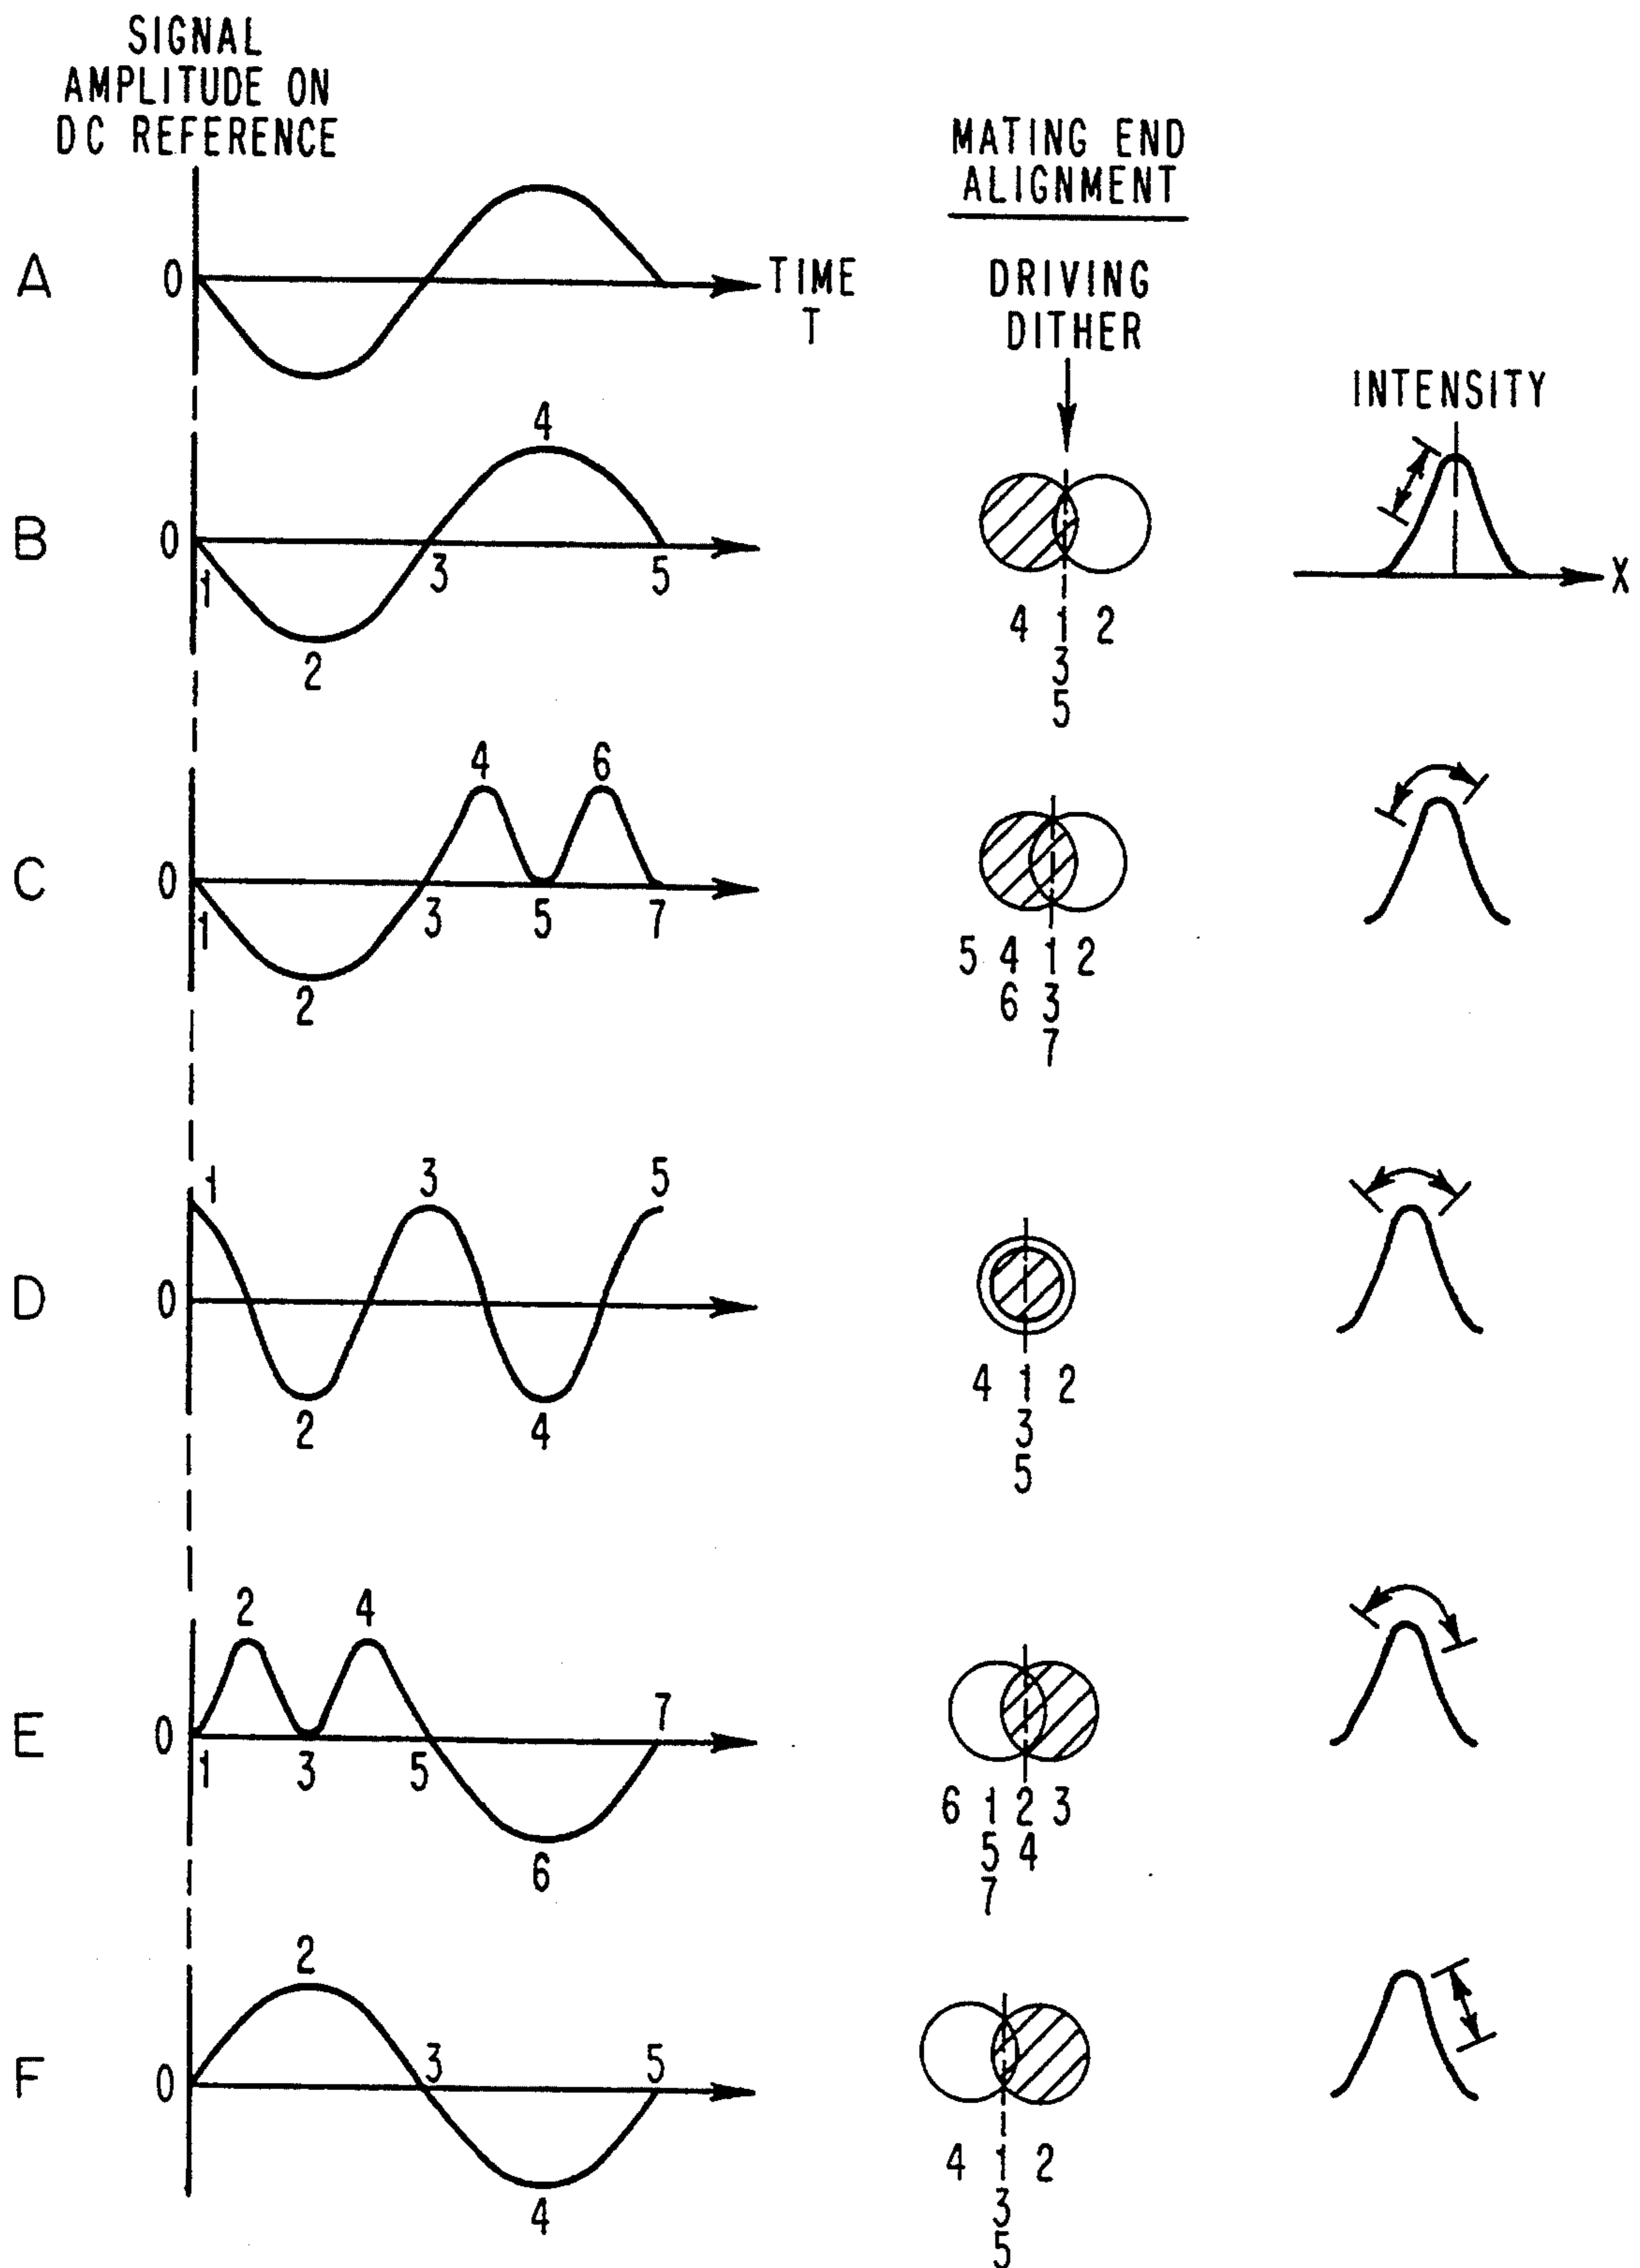 SIGNAL
AMPLITUDE ON
DC REFERENCE
MATING END
ALIGNMENT
A
0
TIME
T
DRIVING
DITHER
INTENSITY
B
0
1
2
3
4
5
4 1 2
3
5
X
C
0
1
2
3
4
5
6
7
5 4 1 2
6 3
7
D
0
1
2
3
4
5
4 1 2
3
5
E
0
1
2
3
4
5
6
7
6 1 2 3
5 4
7
F
0
2
3
4
5
4 1 2
3
5